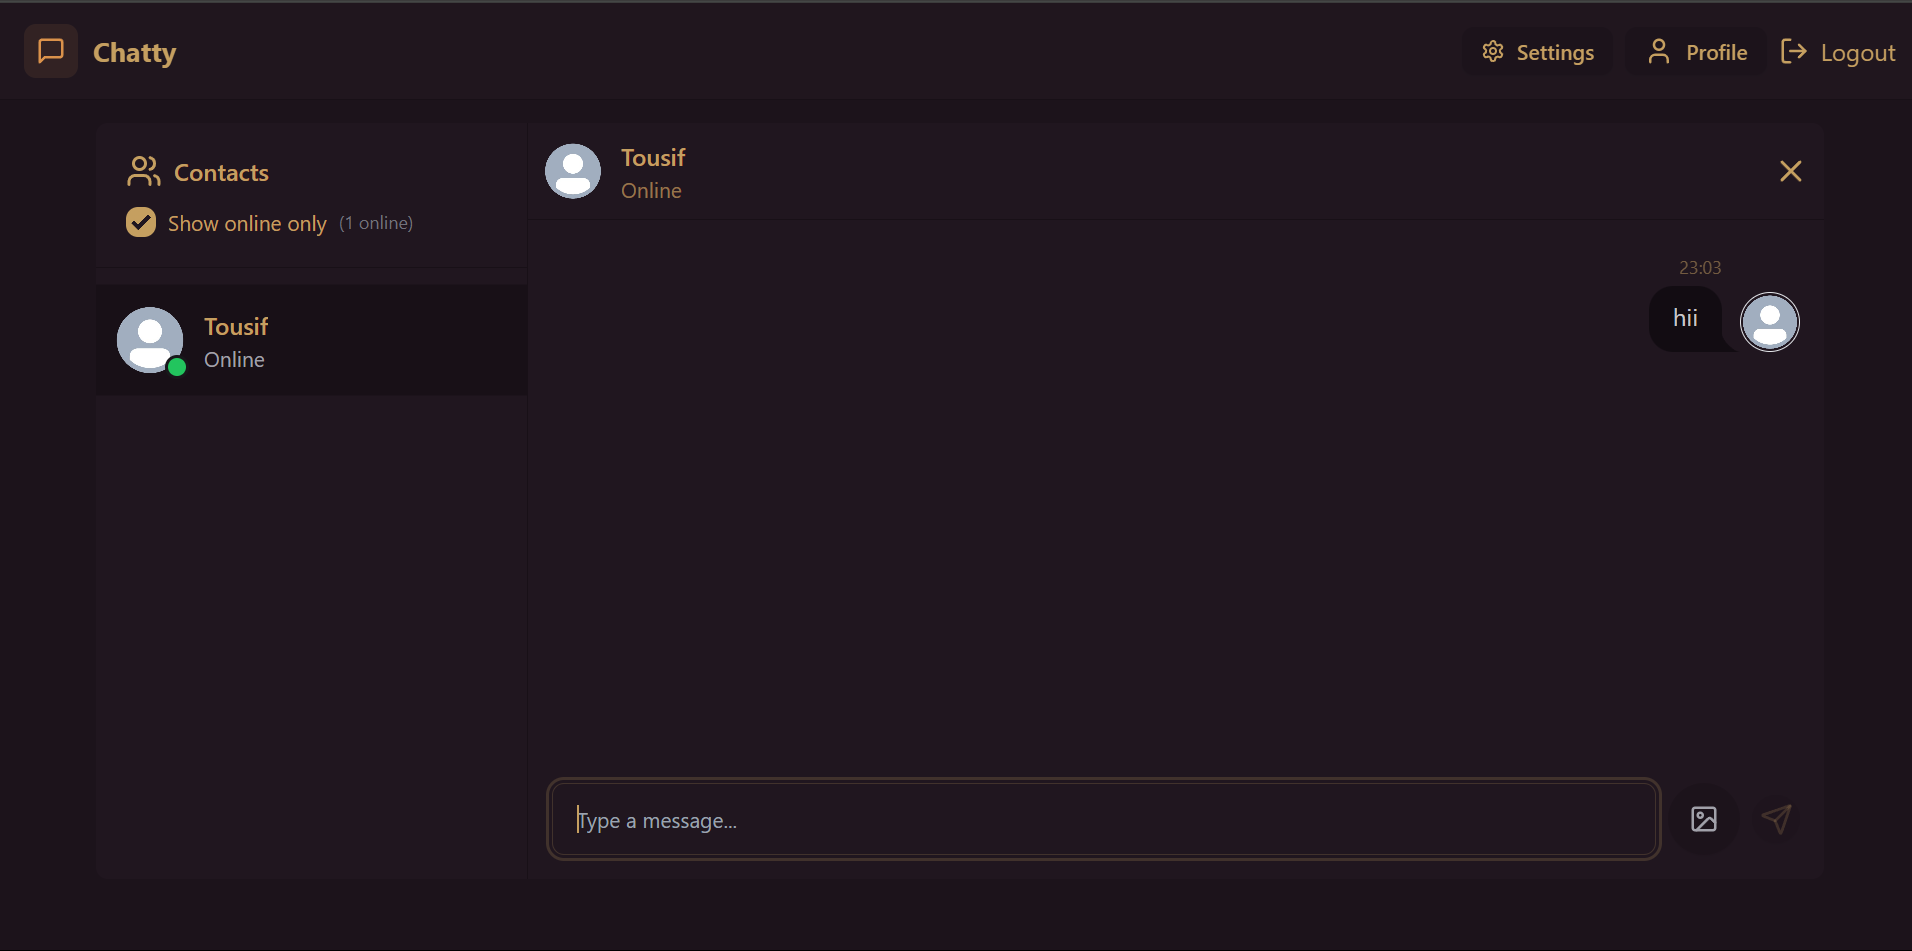 Chatty
Settings
Profile
Logout
Contacts
Show online only (1 online)
Tousif
Online
Tousif
Online
23:03
hii
Type a message...